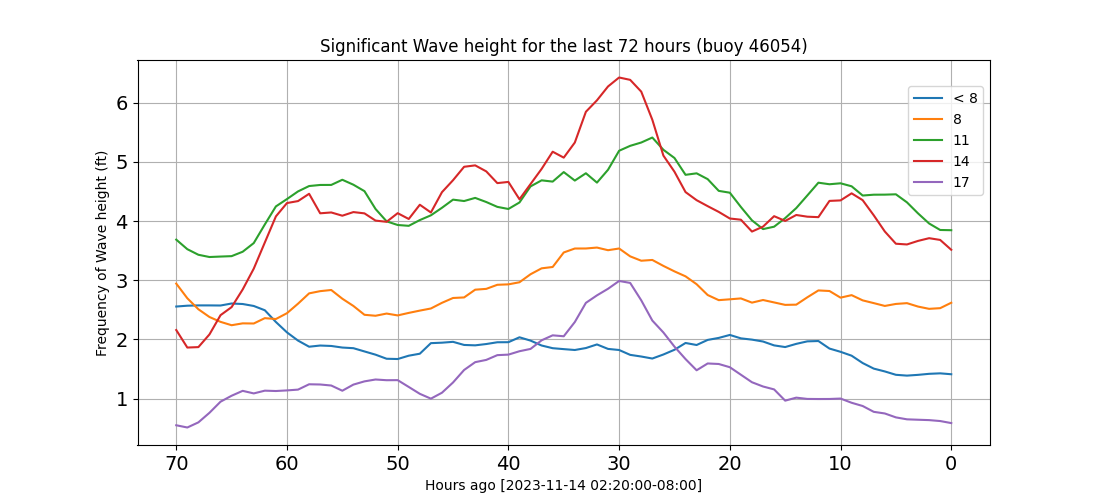 Significant Wave height for the last 72 hours (buoy 46054)
Frequency of Wave height (ft)
6
5
4
3
2
1
< 8
8
11
14
17
70 60 50 40 30 20 10 0
Hours ago [2023-11-14 02:20:00-08:00]